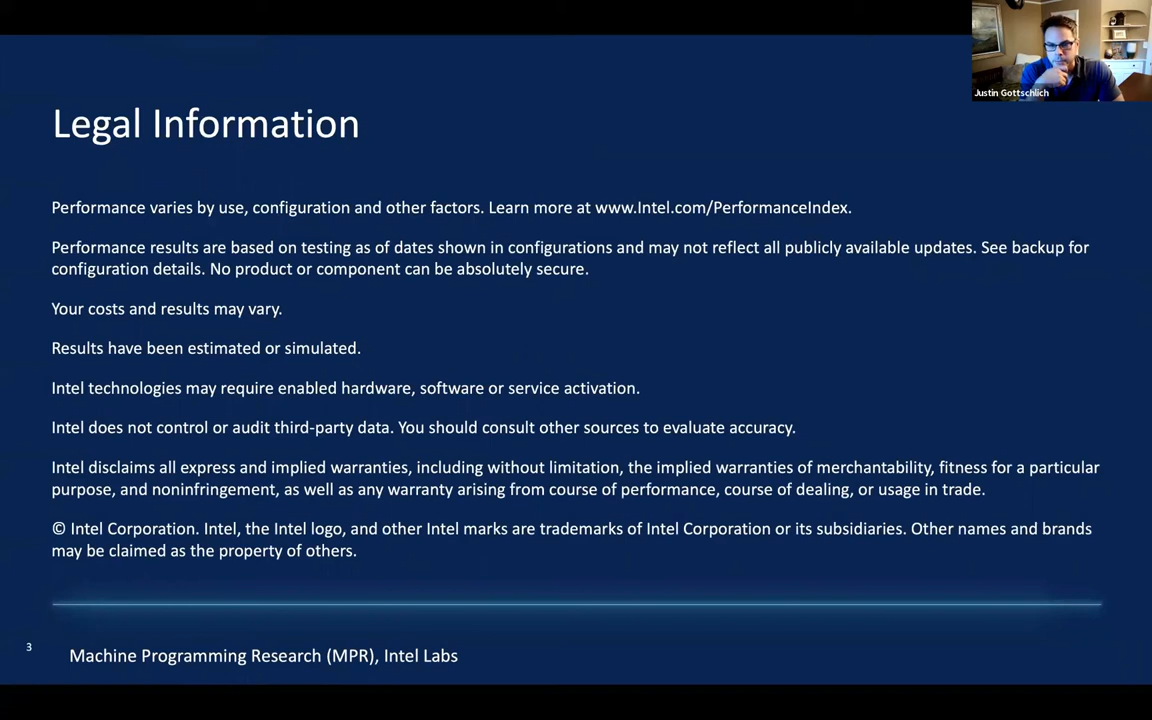 Justin Gottschlich
Legal Information
Performance varies by use, configuration and other factors. Learn more at www.Intel.com/PerformanceIndex.
Performance results are based on testing as of dates shown in configurations and may not reflect all publicly available updates. See backup for
configuration details. No product or component can be absolutely secure.
Your costs and results may vary.
Results have been estimated or simulated.
Intel technologies may require enabled hardware, software or service activation.
Intel does not control or audit third-party data. You should consult other sources to evaluate accuracy.
Intel disclaims all express and implied warranties, including without limitation, the implied warranties of merchantability, fitness for a particular
purpose, and noninfringement, as well as any warranty arising from course of performance, course of dealing, or usage in trade.
© Intel Corporation. Intel, the Intel logo, and other Intel marks are trademarks of Intel Corporation or its subsidiaries. Other names and brands
may be claimed as the property of others.
3
Machine Programming Research (MPR), Intel Labs